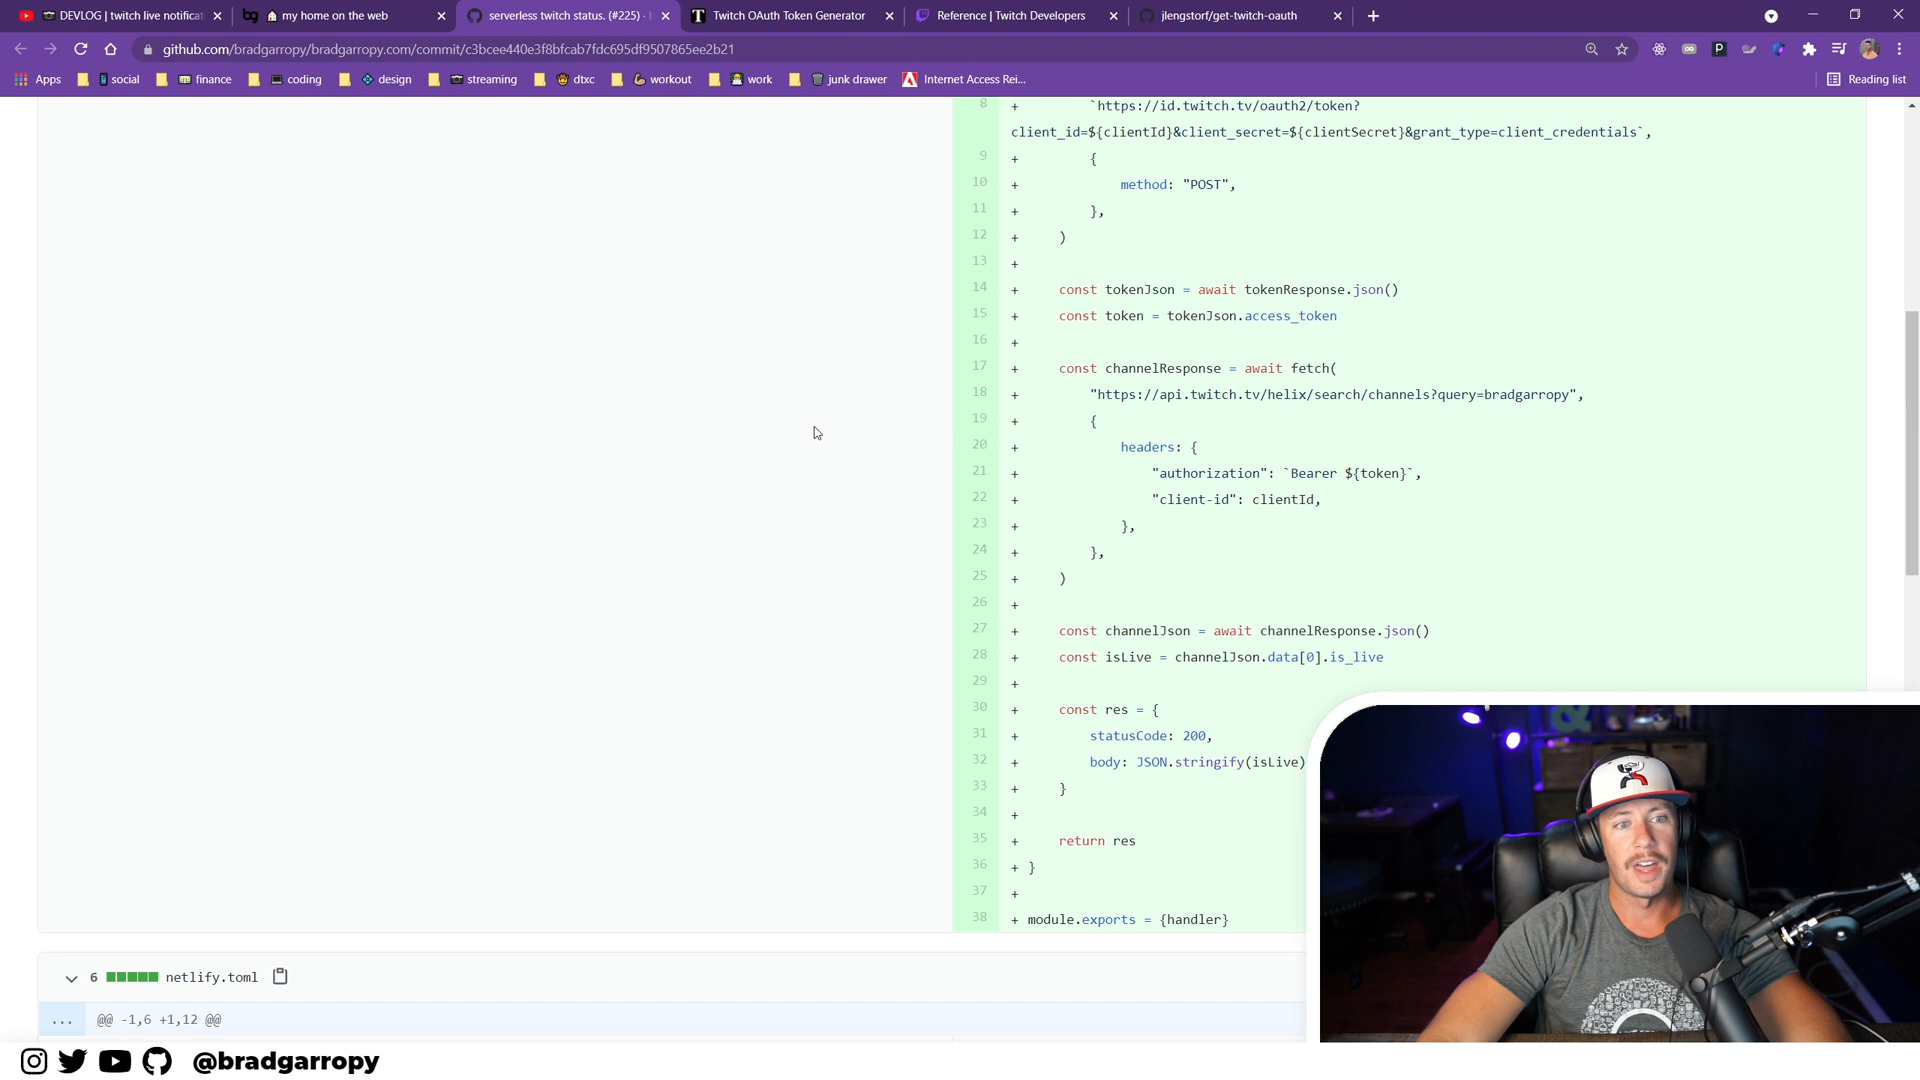 DEVLOG | twitch live notificat
my home on the web
serverless twitch status. (#225) · b
Twitch OAuth Token Generator
Reference | Twitch Developers
jlengstorf/get-twitch-oauth
github.com/bradgarropy/bradgarropy.com/commit/c3bcee440e3f8bfcab7fdc695df9507865ee2b21
Apps
social
finance
coding
design
streaming
dtxc
workout
work
junk drawer
Internet Access Rei...
Reading list
8 + `https://id.twitch.tv/oauth2/token?
client_id=${clientId}&client_secret=${clientSecret}&grant_type=client_credentials`,
9 + {
10 + method: "POST",
11 + },
12 + )
13 +
14 + const tokenJson = await tokenResponse.json()
15 + const token = tokenJson.access_token
16 +
17 + const channelResponse = await fetch(
18 + "https://api.twitch.tv/helix/search/channels?query=bradgarropy",
19 + {
20 + headers: {
21 + "authorization": `Bearer ${token}`,
22 + "client-id": clientId,
23 + },
24 + },
25 + )
26 +
27 + const channelJson = await channelResponse.json()
28 + const isLive = channelJson.data[0].is_live
29 +
30 + const res = {
31 + statusCode: 200,
32 + body: JSON.stringify(isLive)
33 + }
34 +
35 + return res
36 + }
37 +
38 + module.exports = {handler}
6 netlify.toml
... @@ -1,6 +1,12 @@
@bradgarropy